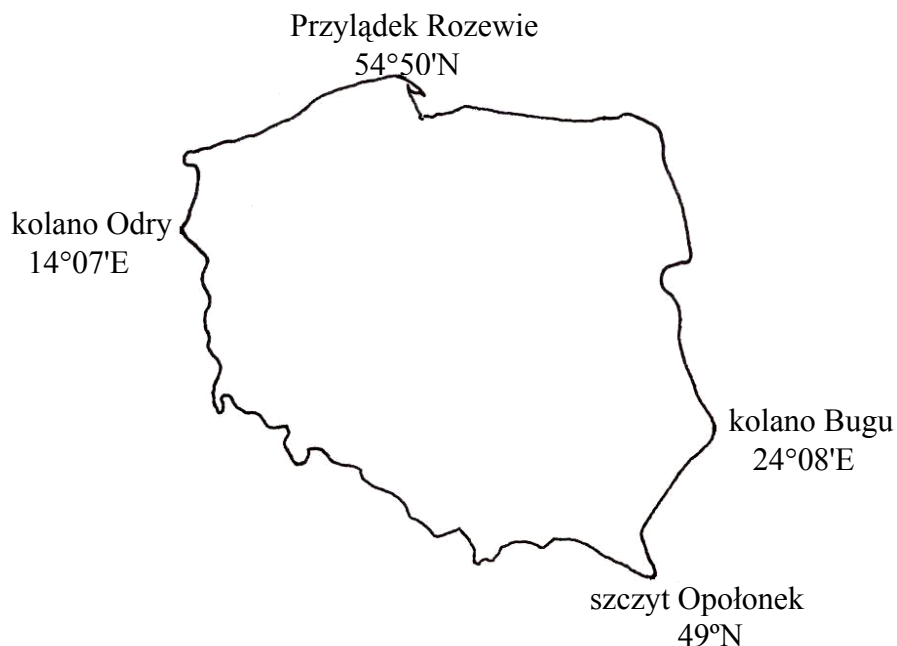 Przylądek Rozewie
54°50'N
kolano Odry
14°07'E
kolano Bugu
24°08'E
szczyt Opołonek
49ºN